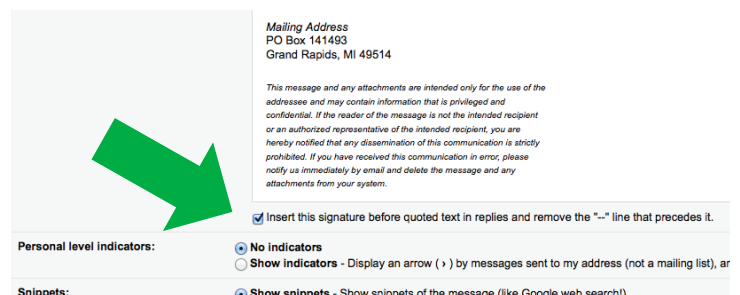 Mailing Address
PO Box 141493
Grand Rapids, MI 49514
This message and any attachments are intended only for the use of the
addressee and may contain information that is privileged and
confidential. If the reader of the message is not the intended recipient
or an authorized representative of the intended recipient, you are
hereby notified that any dissemination of this communication is strictly
prohibited. If you have received this communication in error, please
notify us immediately by email and delete the message and any
attachments from your system.
Insert this signature before quoted text in replies and remove the "--" line that precedes it.
Personal level indicators:
No indicators
Show indicators - Display an arrow ( › ) by messages sent to my address (not a mailing list), ar
Snippets:
Show snippets - Show snippets of the message (like Google web search!)